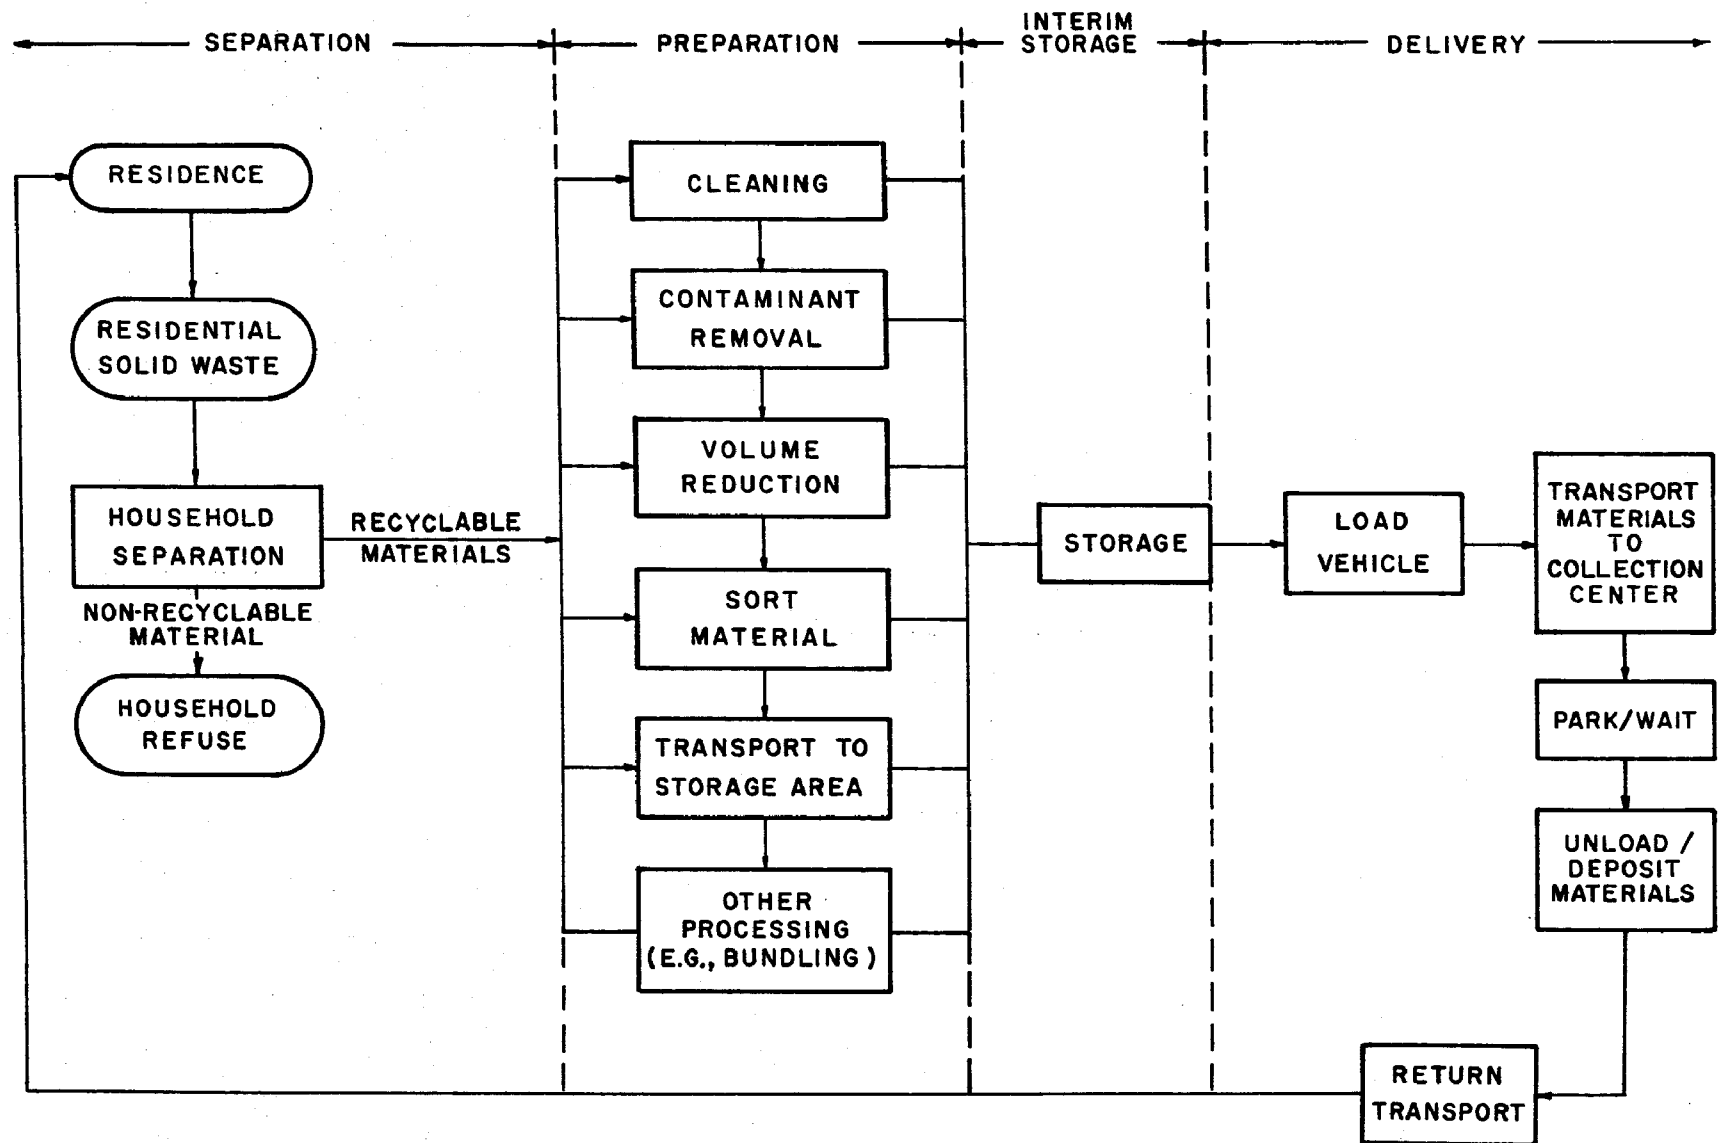 SEPARATION
PREPARATION
INTERIM
STORAGE
DELIVERY
RESIDENCE
RESIDENTIAL
SOLID WASTE
HOUSEHOLD
SEPARATION
RECYCLABLE
MATERIALS
NON-RECYCLABLE
MATERIAL
HOUSEHOLD
REFUSE
CLEANING
CONTAMINANT
REMOVAL
VOLUME
REDUCTION
SORT
MATERIAL
TRANSPORT TO
STORAGE AREA
OTHER
PROCESSING
(E.G., BUNDLING)
STORAGE
LOAD
VEHICLE
TRANSPORT
MATERIALS
TO
COLLECTION
CENTER
PARK/WAIT
UNLOAD /
DEPOSIT
MATERIALS
RETURN
TRANSPORT